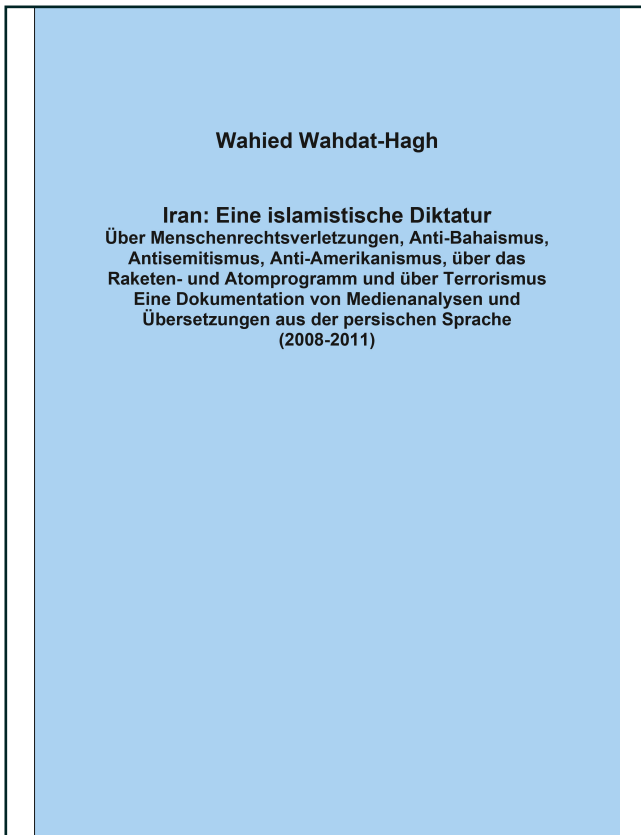 Wahied Wahdat-Hagh
Iran: Eine islamistische Diktatur
Über Menschenrechtsverletzungen, Anti-Bahaismus,
Antisemitismus, Anti-Amerikanismus, über das
Raketen- und Atomprogramm und über Terrorismus
Eine Dokumentation von Medienanalysen und
Übersetzungen aus der persischen Sprache
(2008-2011)